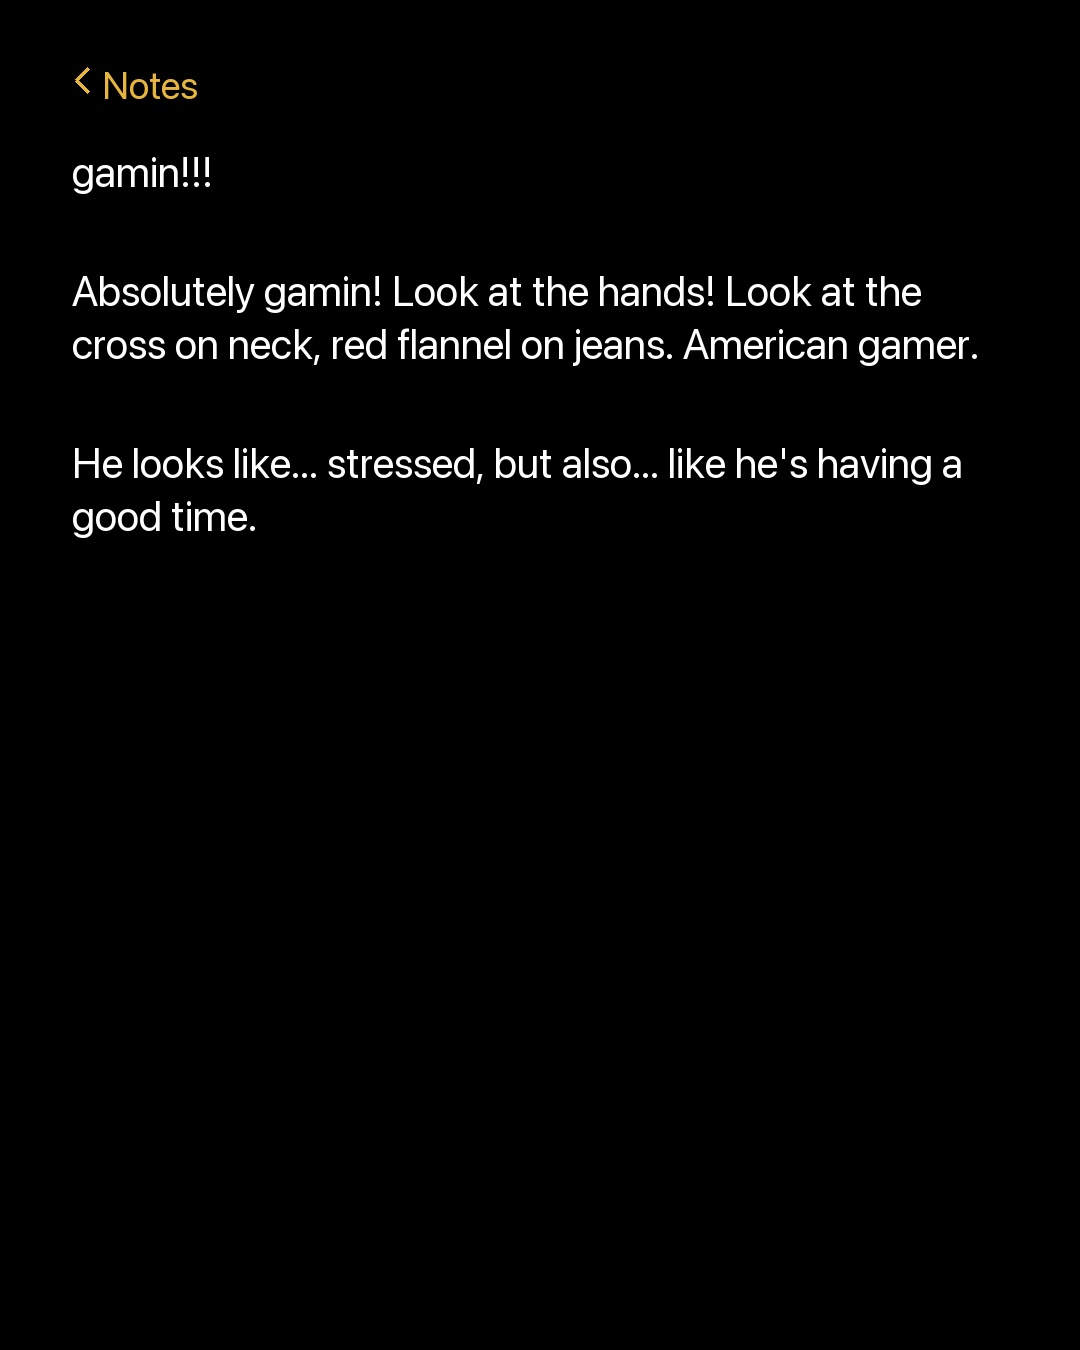 Notes
gamin!!!
Absolutely gamin! Look at the hands! Look at the
cross on neck, red flannel on jeans. American gamer.
He looks like... stressed, but also... like he's having a
good time.